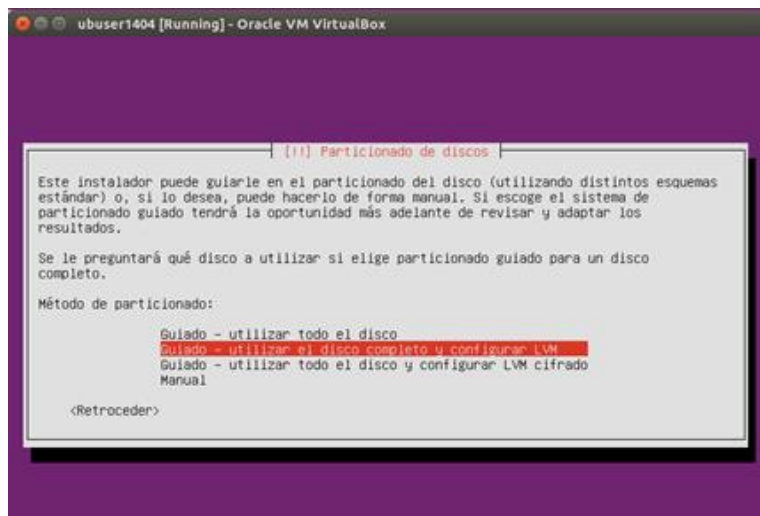 ubuser1404 [Running] - Oracle VM VirtualBox
[!!] Particionado de discos
Este instalador puede guiarle en el particionado del disco (utilizando distintos esquemas
estándar) o, si lo desea, puede hacerlo de forma manual. Si escoge el sistema de
particionado guiado tendrá la oportunidad más adelante de revisar y adaptar los
resultados.
Se le preguntará qué disco a utilizar si elige particionado guiado para un disco
completo.
Método de particionado:
Guiado - utilizar todo el disco
Guiado - utilizar el disco completo y configurar LVM
Guiado - utilizar todo el disco y configurar LVM cifrado
Manual
<Retroceder>